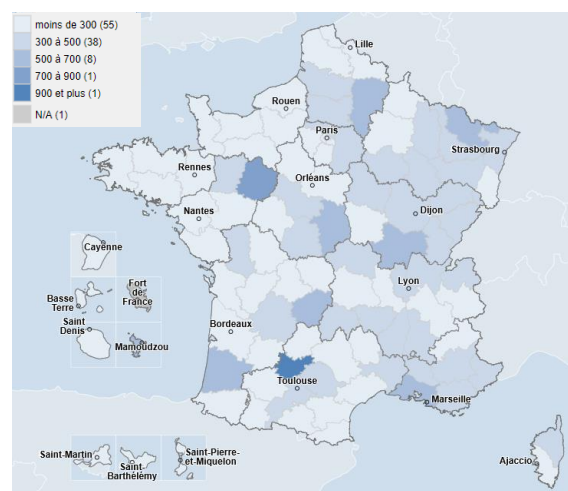 moins de 300 (55)
300 à 500 (38)
500 à 700 (8)
700 à 900 (1)
900 et plus (1)
N/A (1)
Lille
Rouen
Paris
Strasbourg
Rennes
Orléans
Nantes
Dijon
Cayenne
Fort
de
France
Basse
Terre
Saint
Denis
Mamoudzou
Lyon
Bordeaux
Toulouse
Marseille
Saint-Martin
Saint-
Barthélémy
Saint-Pierre-
et-Miquelon
Ajaccio